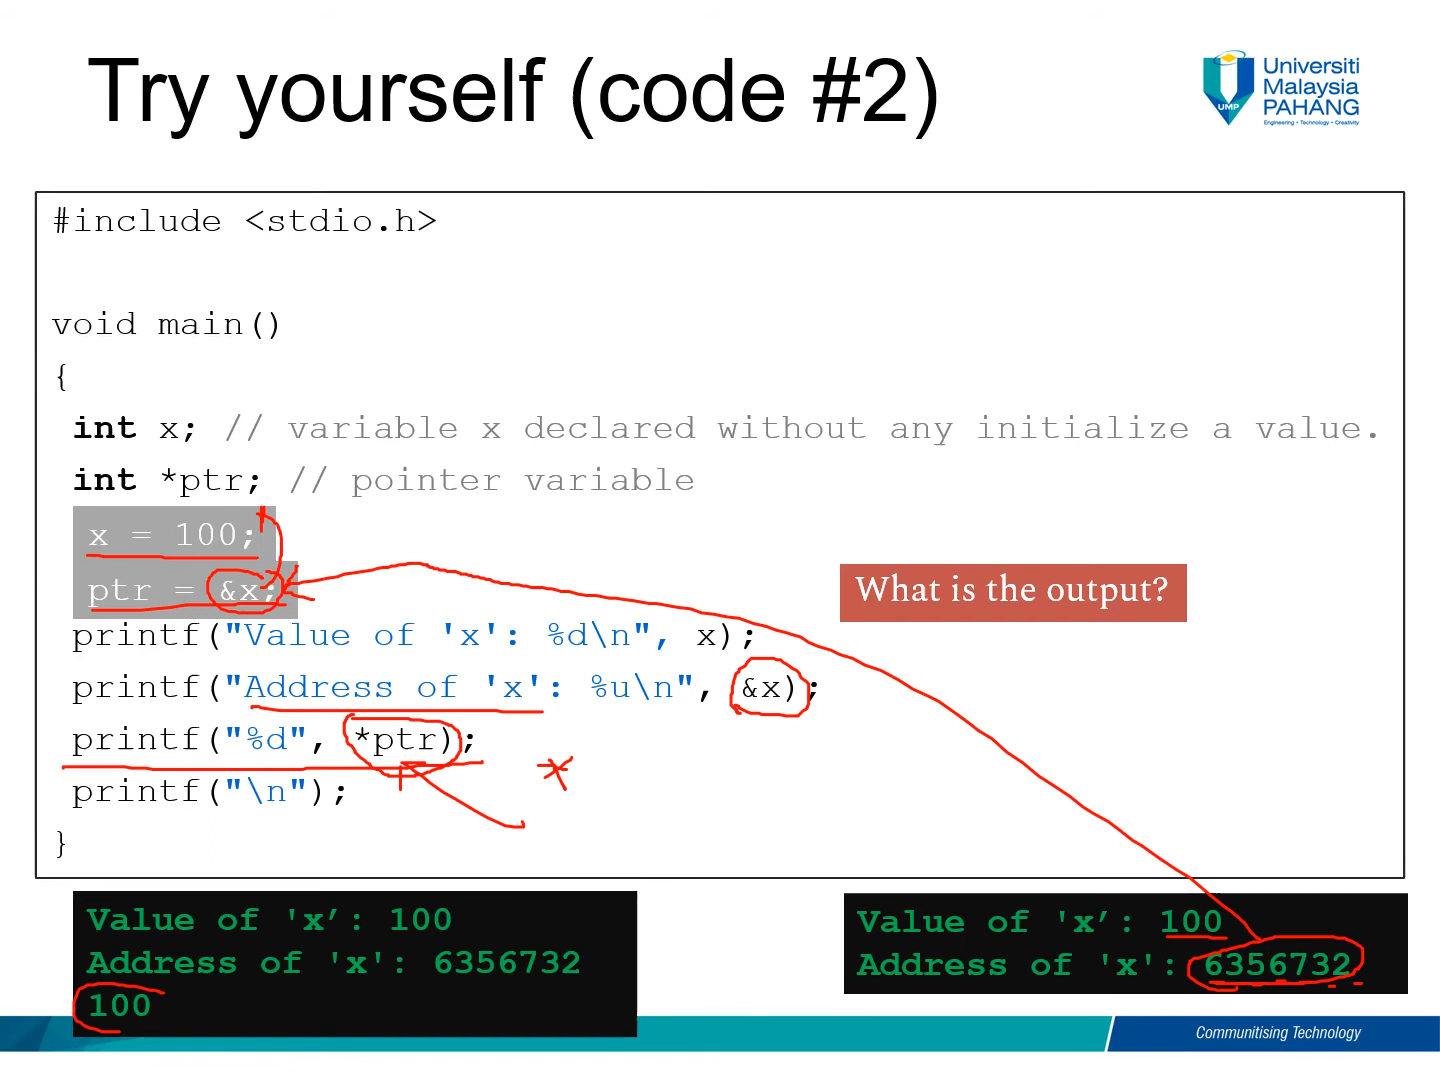 Try yourself (code #2)
Universiti
Malaysia
PAHANG
Engineering • Technology • Creativity
UMP
#include <stdio.h>
void main()
{
int x; // variable x declared without any initialize a value.
int *ptr; // pointer variable
x = 100;
ptr = &x;
What is the output?
printf("Value of 'x': %d\n", x);
printf("Address of 'x': %u\n", &x);
printf("%d", *ptr);
*
printf("\n");
}
Value of 'x’: 100
Address of 'x': 6356732
100
Value of 'x’: 100
Address of 'x': 6356732
Communitising Technology